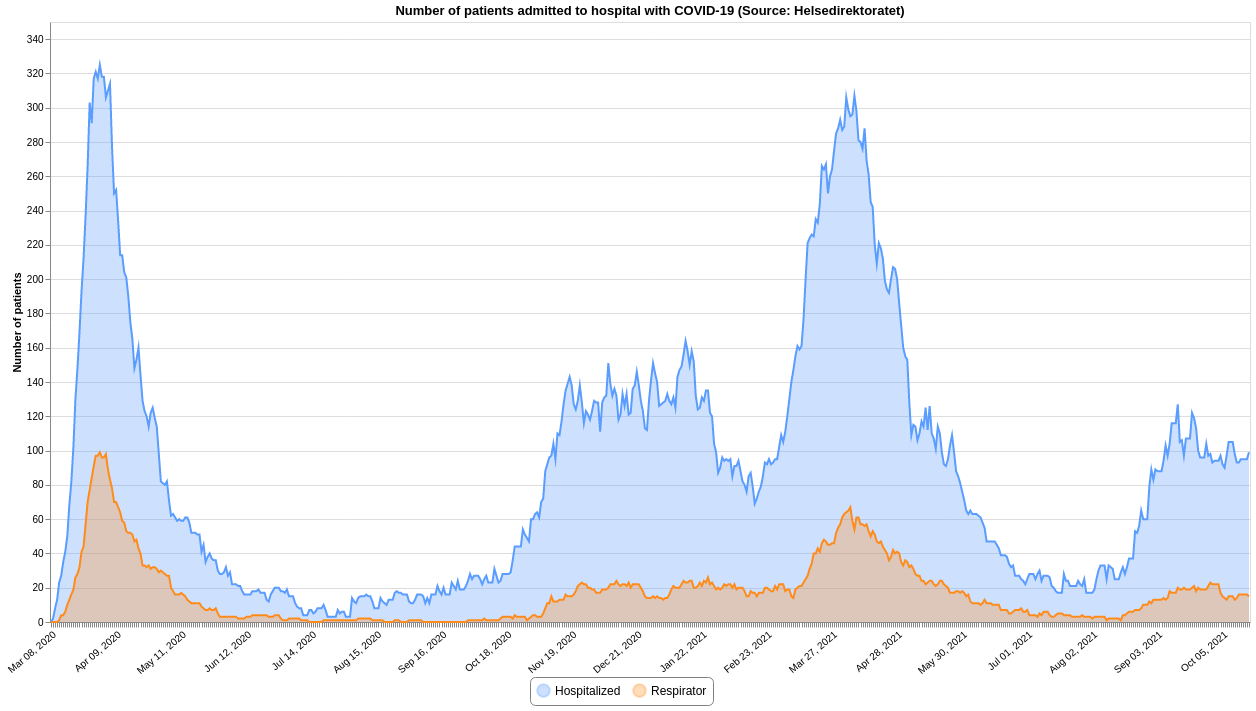 Number of patients admitted to hospital with COVID-19 (Source: Helsedirektoratet)
Number of patients
340
320
300
280
260
240
220
200
180
160
140
120
100
80
60
40
20
0
Mar 08, 2020
Apr 09, 2020
May 11, 2020
Jun 12, 2020
Jul 14, 2020
Aug 15, 2020
Sep 16, 2020
Oct 18, 2020
Nov 19, 2020
Dec 21, 2020
Jan 22, 2021
Feb 23, 2021
Mar 27, 2021
Apr 28, 2021
May 30, 2021
Jul 01, 2021
Aug 02, 2021
Sep 03, 2021
Oct 05, 2021
Hospitalized Respirator